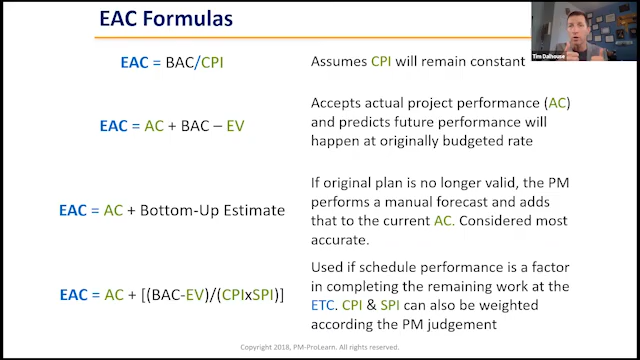 EAC Formulas
Tim Dalhouse
EAC = BAC/CPI
Assumes CPI will remain constant
EAC = AC + BAC – EV
Accepts actual project performance (AC)
and predicts future performance will
happen at originally budgeted rate
EAC = AC + Bottom-Up Estimate
If original plan is no longer valid, the PM
performs a manual forecast and adds
that to the current AC. Considered most
accurate.
EAC = AC + [(BAC-EV)/(CPIxSPI)]
Used if schedule performance is a factor
in completing the remaining work at the
ETC. CPI & SPI can also be weighted
according the PM judgement
Copyright 2018, PM-ProLearn. All rights reserved.